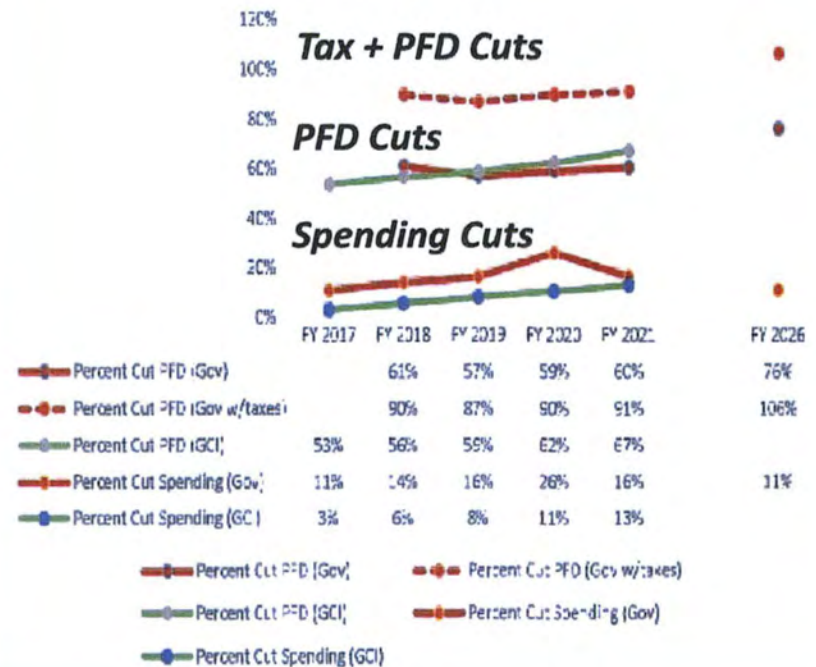 120%
Tax + PFD Cuts
100%
80%
PFD Cuts
60%
40%
Spending Cuts
20%
0%
FY 2017 FY 2018 FY 2019 FY 2020 FY 2021 FY 2026
Percent Cut PFD (Gov) 61% 57% 59% 60% 76%
Percent Cut PFD (Gov w/taxes) 90% 87% 90% 91% 106%
Percent Cut PFD (GCI) 53% 56% 59% 62% 67%
Percent Cut Spending (Gov) 11% 14% 16% 26% 16% 11%
Percent Cut Spending (GCI) 3% 6% 8% 11% 13%
Percent Cut PFD (Gov) Percent Cut PFD (Gov w/taxes)
Percent Cut PFD (GCI) Percent Cut Spending (Gov)
Percent Cut Spending (GCI)